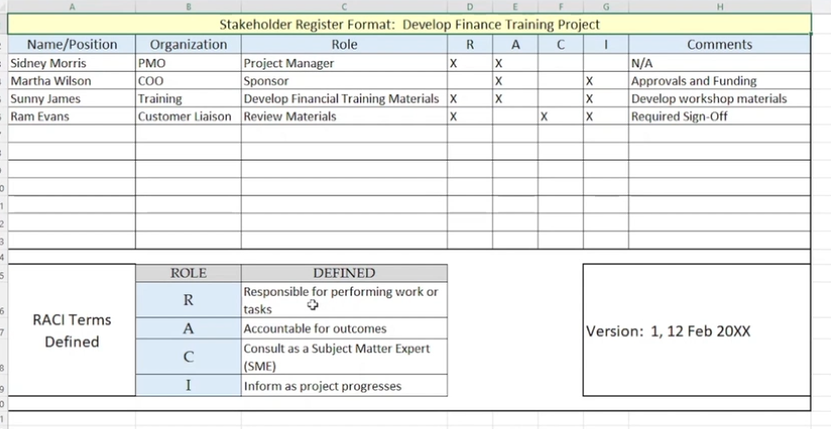 A B C D E F G H
Stakeholder Register Format: Develop Finance Training Project
Name/Position Organization Role R A C I Comments
Sidney Morris PMO Project Manager X X N/A
Martha Wilson COO Sponsor X X Approvals and Funding
Sunny James Training Develop Financial Training Materials X X X Develop workshop materials
Ram Evans Customer Liaison Review Materials X X X Required Sign-Off
ROLE DEFINED
RACI Terms
Defined
R Responsible for performing work or
tasks
A Accountable for outcomes
C Consult as a Subject Matter Expert
(SME)
I Inform as project progresses
Version: 1, 12 Feb 20XX